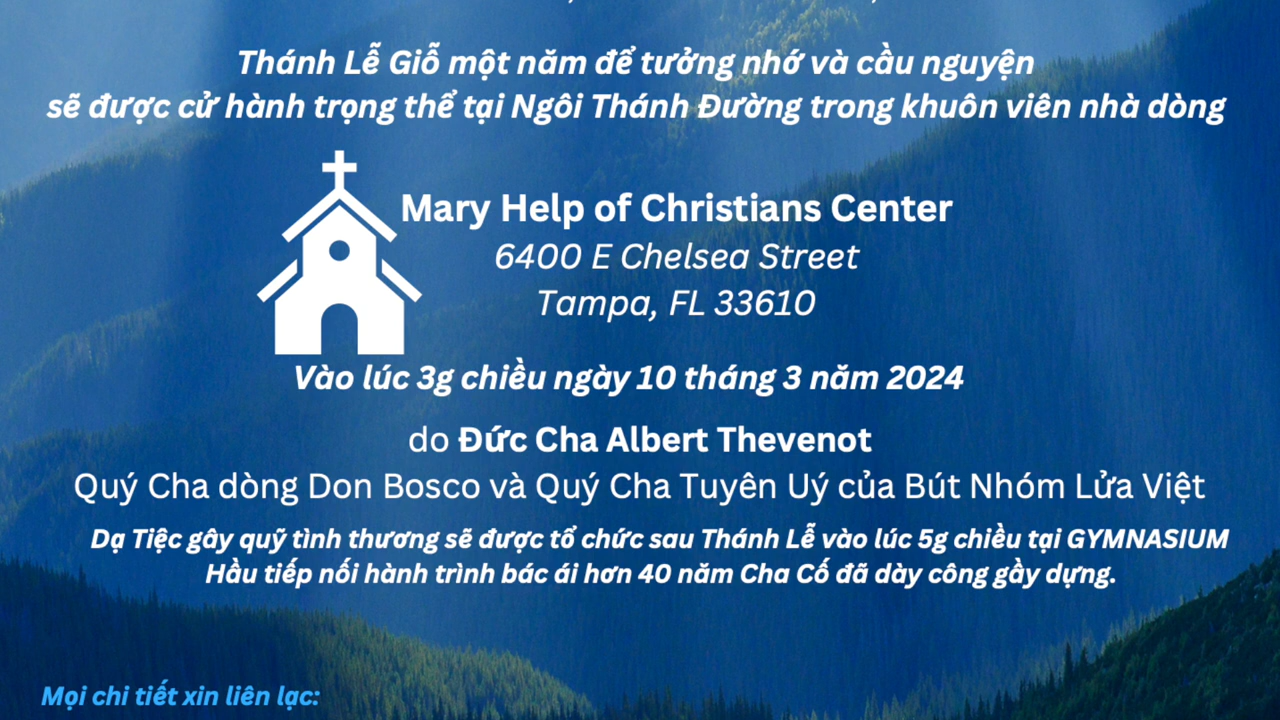 Thánh Lễ Giỗ một năm để tưởng nhớ và cầu nguyện
sẽ được cử hành trọng thể tại Ngôi Thánh Đường trong khuôn viên nhà dòng
Mary Help of Christians Center
6400 E Chelsea Street
Tampa, FL 33610
Vào lúc 3g chiều ngày 10 tháng 3 năm 2024
do Đức Cha Albert Thevenot
Quý Cha dòng Don Bosco và Quý Cha Tuyên Uý của Bút Nhóm Lửa Việt
Dạ Tiệc gây quỹ tình thương sẽ được tổ chức sau Thánh Lễ vào lúc 5g chiều tại GYMNASIUM
Hầu tiếp nối hành trình bác ái hơn 40 năm Cha Cố đã dày công gầy dựng.
Mọi chi tiết xin liên lạc: